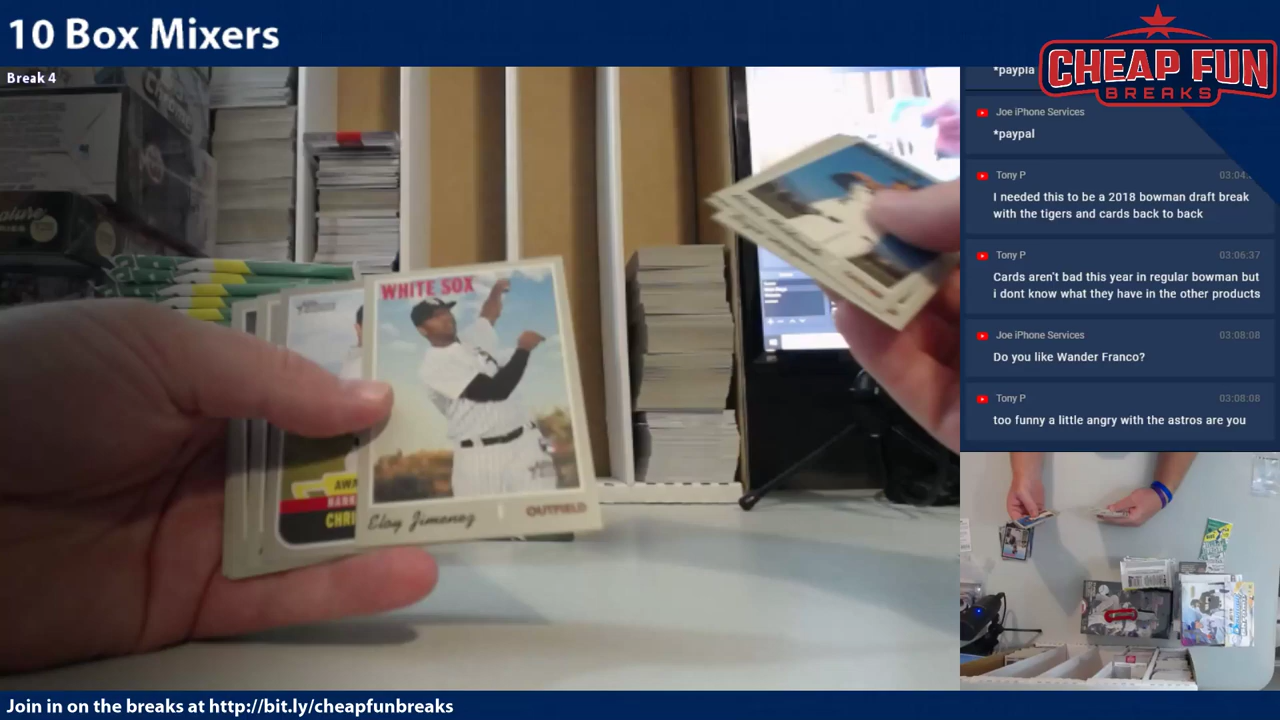 10 Box Mixers
Break 4
CHEAP FUN
BREAKS
*paypla
Joe iPhone Services
*paypal
Tony P
03:04
I needed this to be a 2018 bowman draft break
with the tigers and cards back to back
Tony P
03:06:37
Cards aren't bad this year in regular bowman but
i dont know what they have in the other products
Joe iPhone Services
03:08:08
Do you like Wander Franco?
Tony P
03:08:08
too funny a little angry with the astros are you
WHITE SOX
Eloy Jimenez
OUTFIELD
CHRI
Join in on the breaks at http://bit.ly/cheapfunbreaks